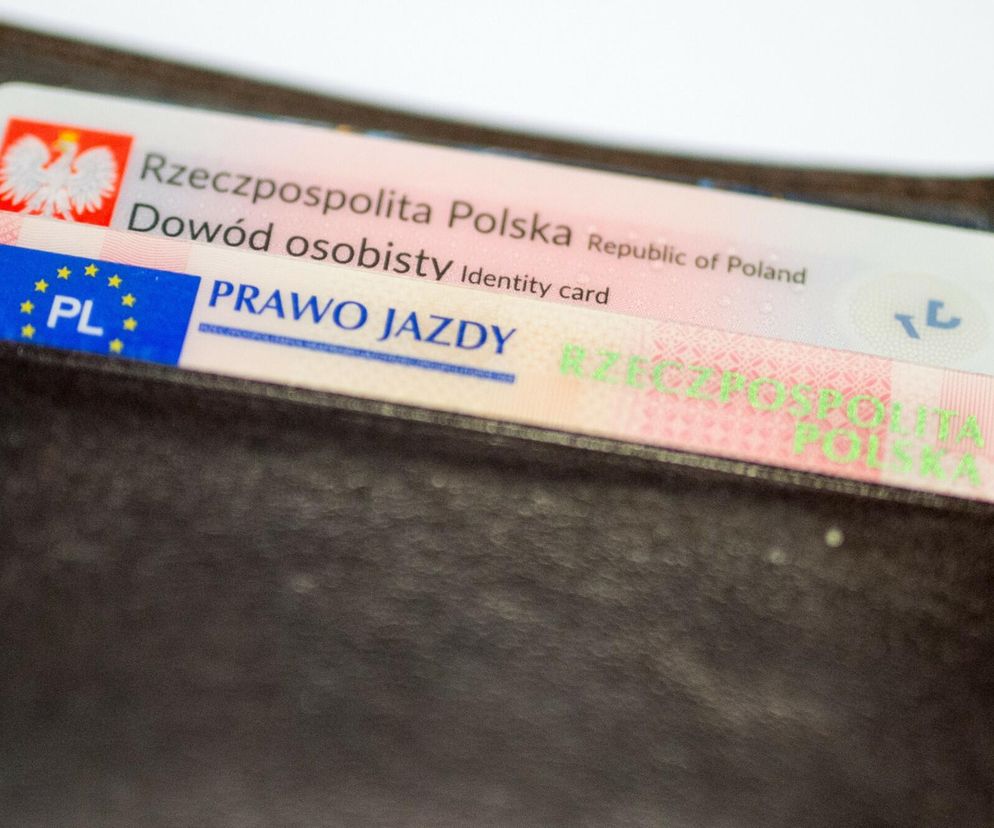 Rzeczpospolita Polska Republic of Poland
Dowód osobisty Identity card
PL
PRAWO JAZDY
RZECZPOSPOLITA
POLSKA